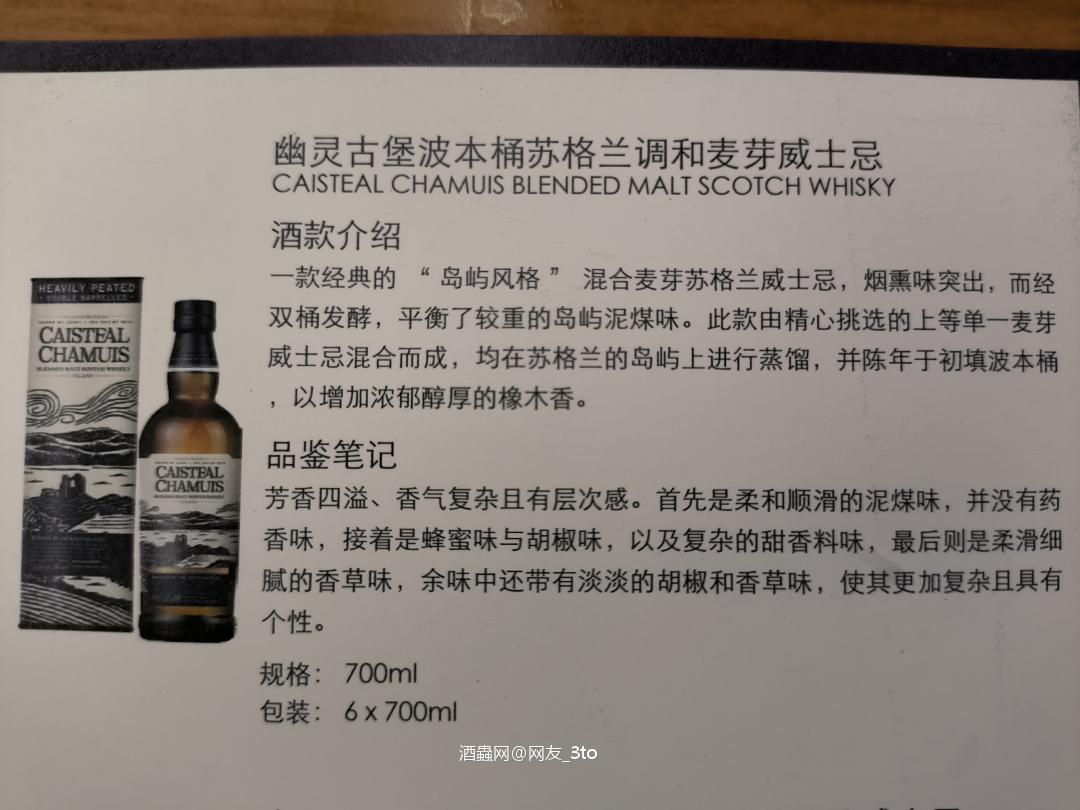 幽灵古堡波本桶苏格兰调和麦芽威士忌
CAISTEAL CHAMUIS BLENDED MALT SCOTCH WHISKY
酒款介绍
一款经典的 “岛屿风格” 混合麦芽苏格兰威士忌，烟熏味突出，而经
双桶发酵，平衡了较重的岛屿泥煤味。此款由精心挑选的上等单一麦芽
威士忌混合而成，均在苏格兰的岛屿上进行蒸馏，并陈年于初填波本桶
，以增加浓郁醇厚的橡木香。
品鉴笔记
芳香四溢、香气复杂且有层次感。首先是柔和顺滑的泥煤味，并没有药
香味，接着是蜂蜜味与胡椒味，以及复杂的甜香料味，最后则是柔滑细
腻的香草味，余味中还带有淡淡的胡椒和香草味，使其更加复杂且具有
个性。
规格： 700ml
包装： 6 x 700ml
HEAVILY PEATED
DOUBLE BARRELLED
CAISTEAL
CHAMUIS
BLENDED MALT SCOTCH WHISKY
ISLAND
CAISTEAL
CHAMUIS
BLENDED MALT SCOTCH WHISKY
酒蟲网@网友_3to